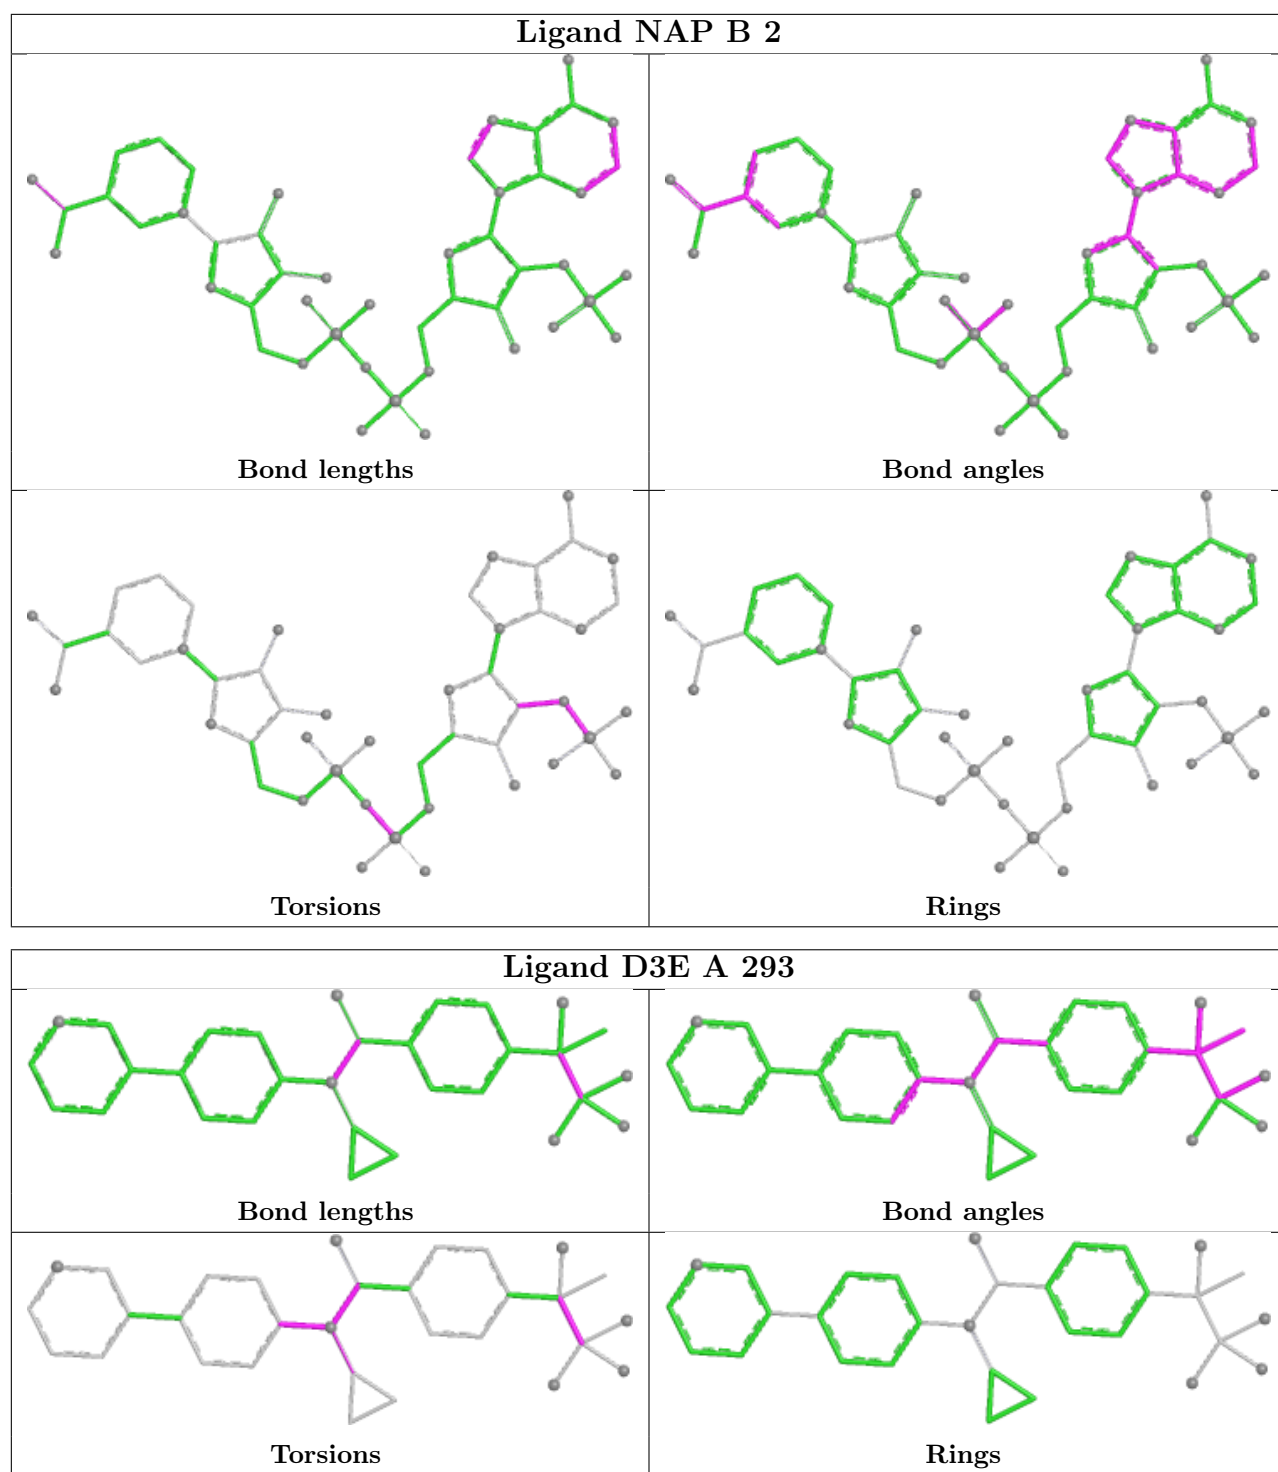 Ligand NAP B 2
Bond lengths
Bond angles
Torsions
Rings
Ligand D3E A 293
Bond lengths
Bond angles
Torsions
Rings